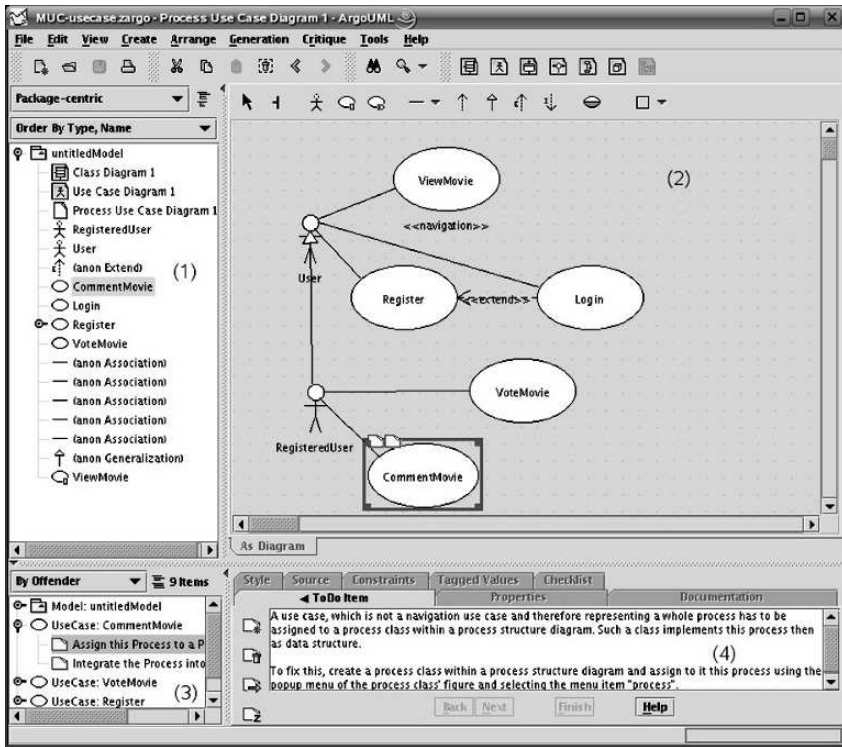 MUC-usecase.zargo - Process Use Case Diagram 1 - ArgoUML
File Edit View Create Arrange Generation Critique Tools Help
Package-centric
Order By Type, Name
untitledModel
Class Diagram 1
Use Case Diagram 1
Process Use Case Diagram 1
RegisteredUser
User
(anon Extend)
(1)
CommentMovie
Login
Register
VoteMovie
(anon Association)
(anon Association)
(anon Association)
(anon Association)
(anon Association)
(anon Generalization)
ViewMovie
ViewMovie
(2)
<<navigation>>
User
Register
<<extend>>
Login
VoteMovie
RegisteredUser
CommentMovie
As Diagram
By Offender
9 Items
Model: untitledModel
UseCase: CommentMovie
Assign this Process to a P
Integrate the Process into
UseCase: VoteMovie
UseCase: Register
(3)
Style Source Constraints Tagged Values Checklist
ToDo Item Properties Documentation
A use case, which is not a navigation use case and therefore representing a whole process has to be
assigned to a process class within a process structure diagram. Such a class implements this process then
as data structure.
(4)
To fix this, create a process class within a process structure diagram and assign to it this process using the
popup menu of the process class' figure and selecting the menu item "process".
Back Next Finish Help